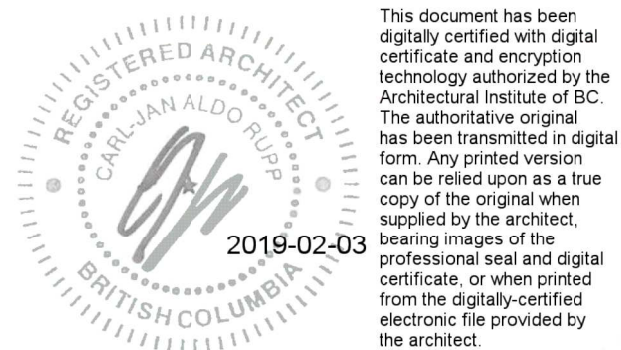 REGISTERED ARCHITECT
CARL-JAN ALDO RUPP
2019-02-03
BRITISH COLUMBIA
This document has been
digitally certified with digital
certificate and encryption
technology authorized by the
Architectural Institute of BC.
The authoritative original
has been transmitted in digital
form. Any printed version
can be relied upon as a true
copy of the original when
supplied by the architect,
bearing images of the
professional seal and digital
certificate, or when printed
from the digitally-certified
electronic file provided by
the architect.